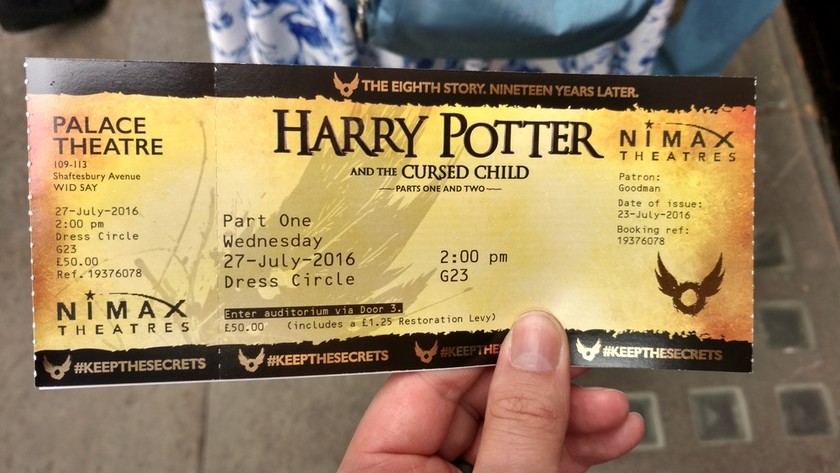 THE EIGHTH STORY. NINETEEN YEARS LATER.
PALACE
THEATRE
109-113
Shaftesbury Avenue
W1D 5AY
27-July-2016
2:00 pm
Dress Circle
G23
£50.00
Ref. 19376078
NIMAX
THEATRES
#KEEPTHESECRETS
HARRY POTTER
AND THE CURSED CHILD
PARTS ONE AND TWO
Part One
Wednesday
27-July-2016 2:00 pm
Dress Circle G23
Enter auditorium via Door 3.
£50.00 (includes a £1.25 Restoration Levy)
#KEEPTHESECRETS
NIMAX
THEATRES
Patron:
Goodman
Date of issue:
23-July-2016
Booking ref:
19376078
#KEEPTHESECRETS